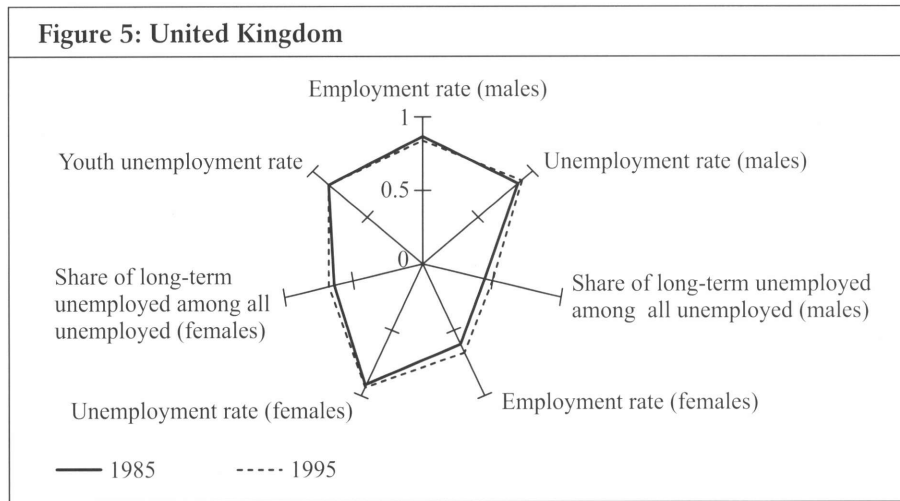 Figure 5: United Kingdom
Employment rate (males)
1
Youth unemployment rate
Unemployment rate (males)
0.5
0
Share of long-term
unemployed among all
unemployed (females)
Share of long-term unemployed
among all unemployed (males)
Unemployment rate (females)
Employment rate (females)
1985
1995